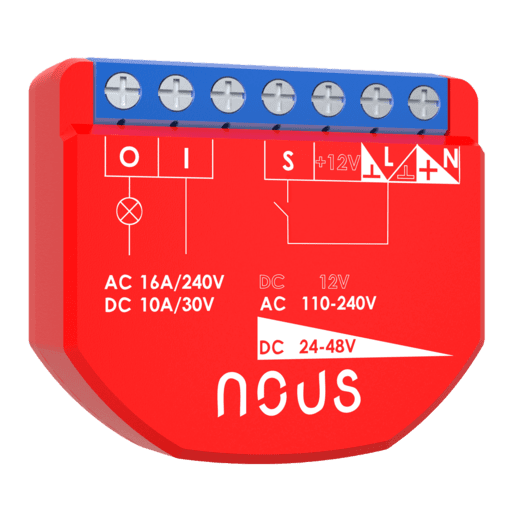 O I S +12V L N
AC 16A/240V DC 12V
DC 10A/30V AC 110-240V
DC 24-48V
nous